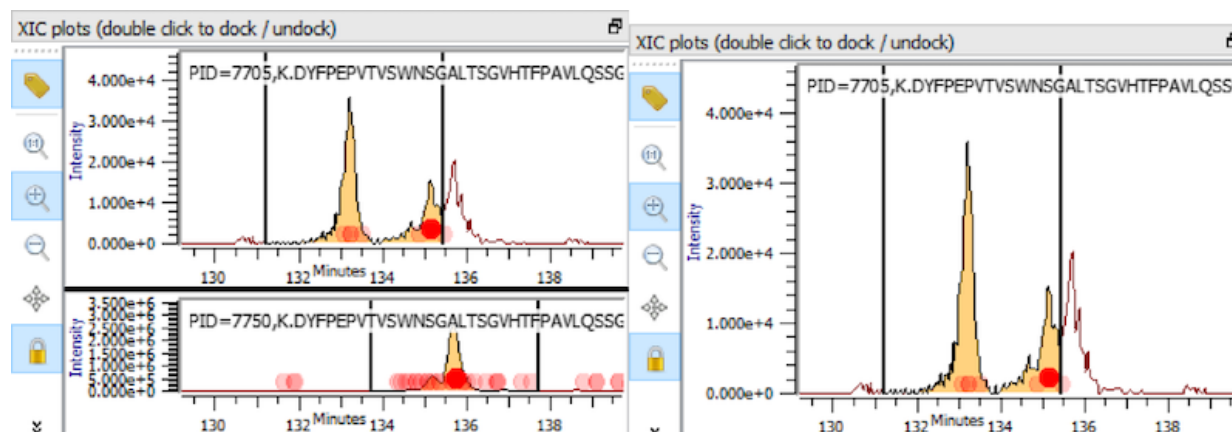 XIC plots (double click to dock / undock)
PID=7705,K.DYFPEPVTVSWNSGALTSGVHTFPAVLQSSG
Intensity
4.000e+4
3.000e+4
2.000e+4
1.000e+4
0.000e+0
130 132 Minutes 134 136 138
PID=7750,K.DYFPEPVTVSWNSGALTSGVHTFPAVLQSSG
Intensity
3.500e+6
3.000e+6
2.500e+6
2.000e+6
1.500e+6
1.000e+6
5.000e+5
0.000e+0
130 132 Minutes 134 136 138
XIC plots (double click to dock / undock)
PID=7705,K.DYFPEPVTVSWNSGALTSGVHTFPAVLQSS
Intensity
4.000e+4
3.000e+4
2.000e+4
1.000e+4
0.000e+0
130 132 Minutes 134 136 138